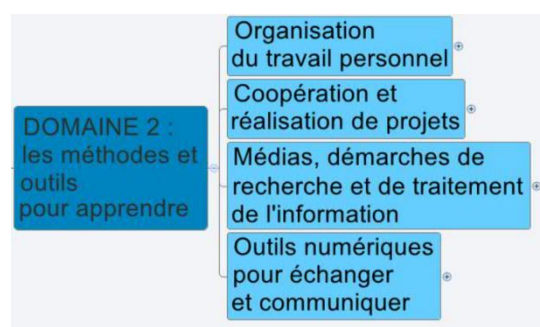 DOMAINE 2 :
les méthodes et
outils
pour apprendre
Organisation
du travail personnel
Coopération et
réalisation de projets
Médias, démarches de
recherche et de traitement
de l'information
Outils numériques
pour échanger
et communiquer